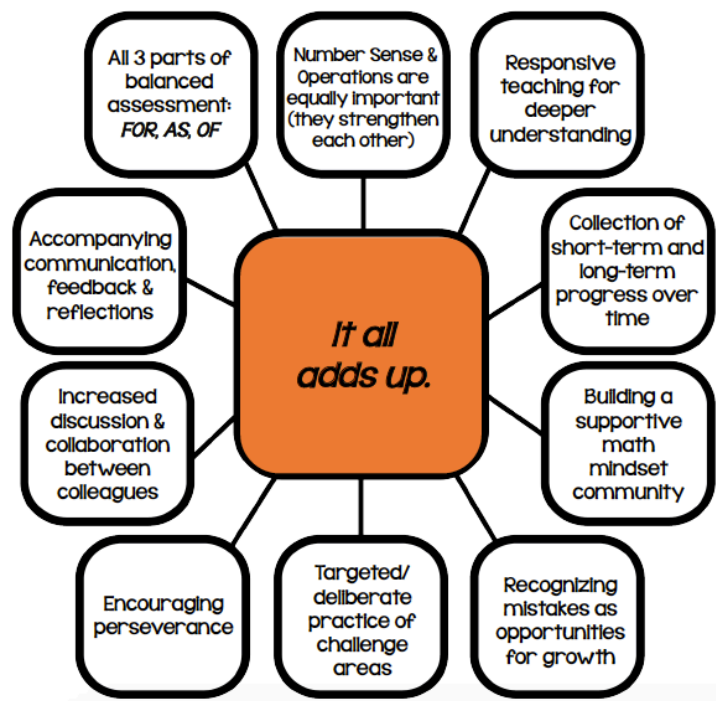 All 3 parts of
balanced
assessment:
FOR, AS, OF
Number Sense &
Operations are
equally important
(they strengthen
each other)
Responsive
teaching for
deeper
understanding
Accompanying
communication,
feedback &
reflections
Collection of
short-term and
long-term
progress over
time
It all
adds up.
Increased
discussion &
collaboration
between
colleagues
Building a
supportive
math
mindset
community
Encouraging
perseverance
Targeted/
deliberate
practice of
challenge
areas
Recognizing
mistakes as
opportunities
for growth